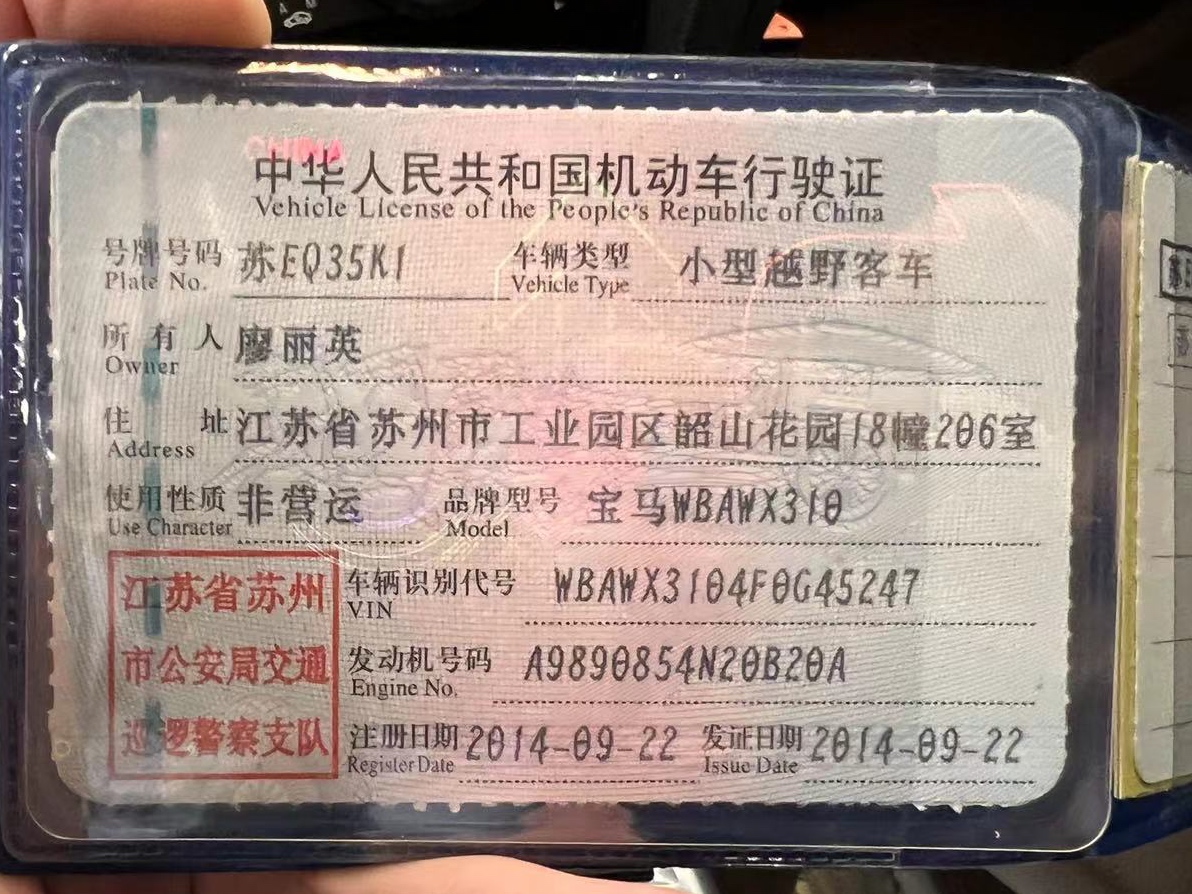 CHINA
中华人民共和国机动车行驶证
Vehicle License of the People's Republic of China
号牌号码 苏EQ35K1 车辆类型 小型越野客车
Plate No. Vehicle Type
所有人 廖丽英
Owner
住址 江苏省苏州市工业园区韶山花园18幢206室
Address
使用性质 非营运 品牌型号 宝马WBAWX310
Use Character Model
江苏省苏州 车辆识别代号 WBAWX3104F0G45247
VIN
市公安局交通 发动机号码 A9890854N20B20A
Engine No.
巡逻警察支队 注册日期 2014-09-22 发证日期 2014-09-22
Register Date Issue Date